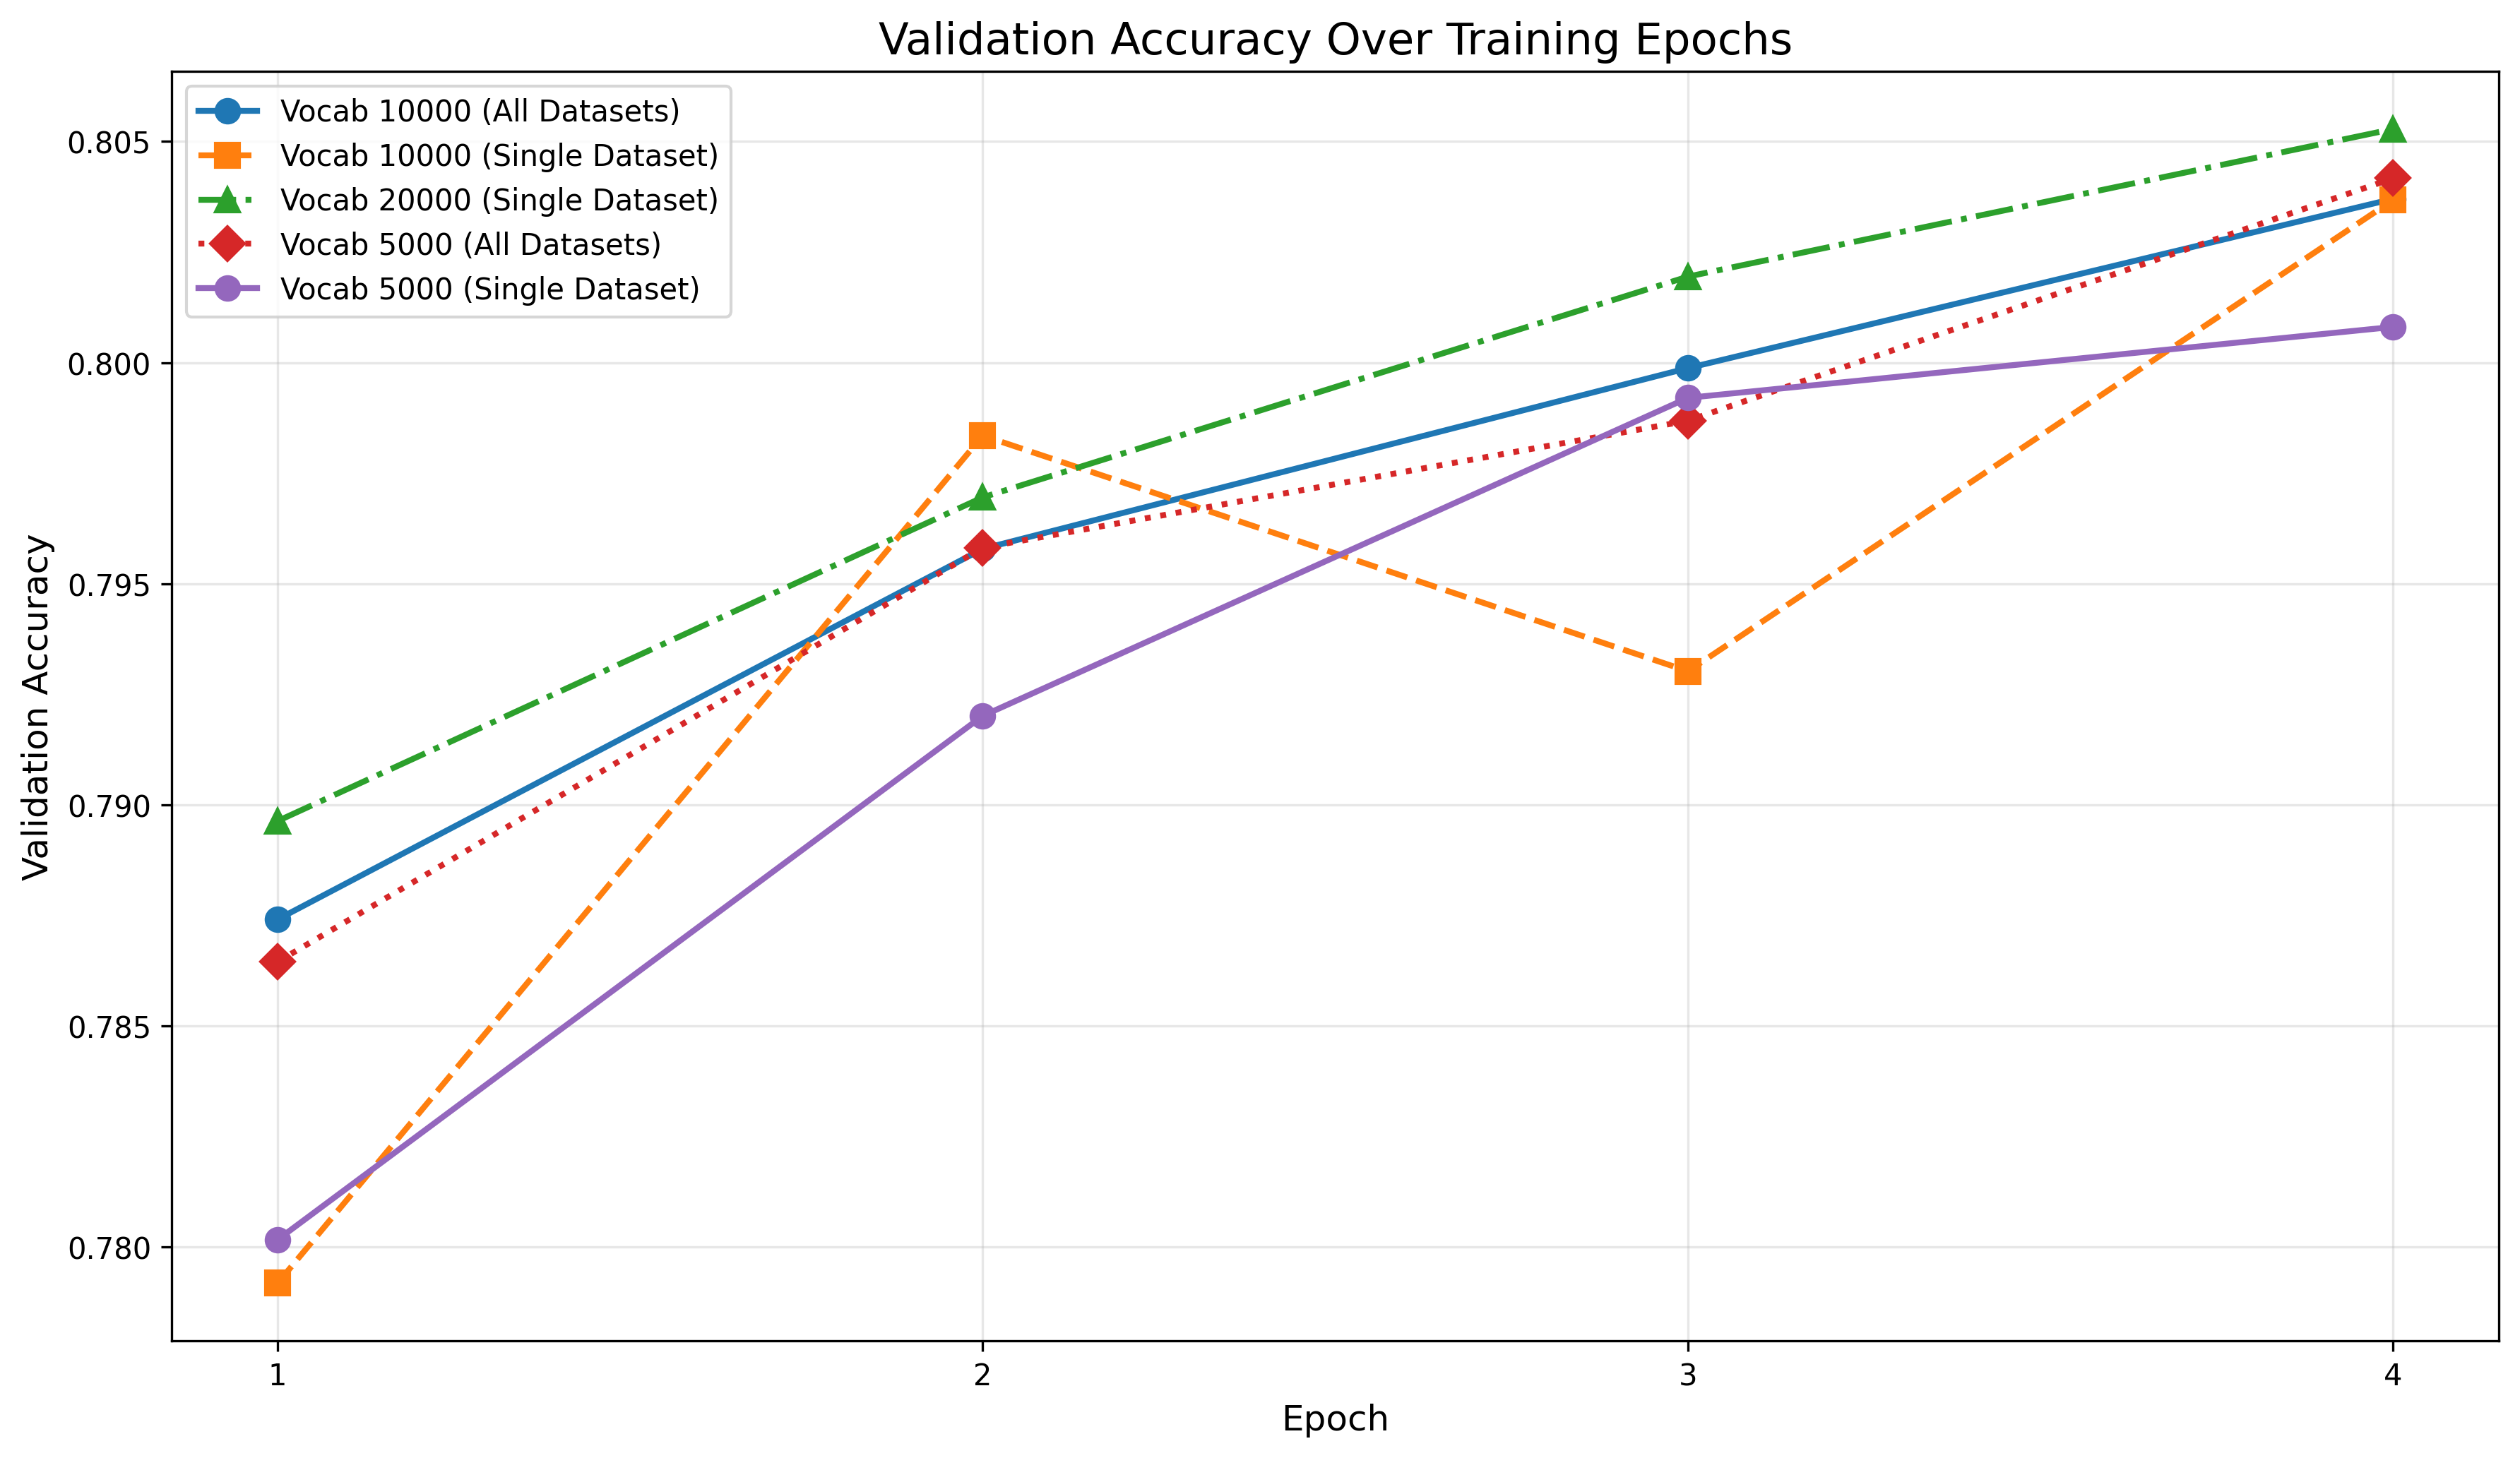 Validation Accuracy Over Training Epochs
Vocab 10000 (All Datasets)
Vocab 10000 (Single Dataset)
Vocab 20000 (Single Dataset)
Vocab 5000 (All Datasets)
Vocab 5000 (Single Dataset)
Validation Accuracy
0.805
0.800
0.795
0.790
0.785
0.780
1 2 3 4
Epoch